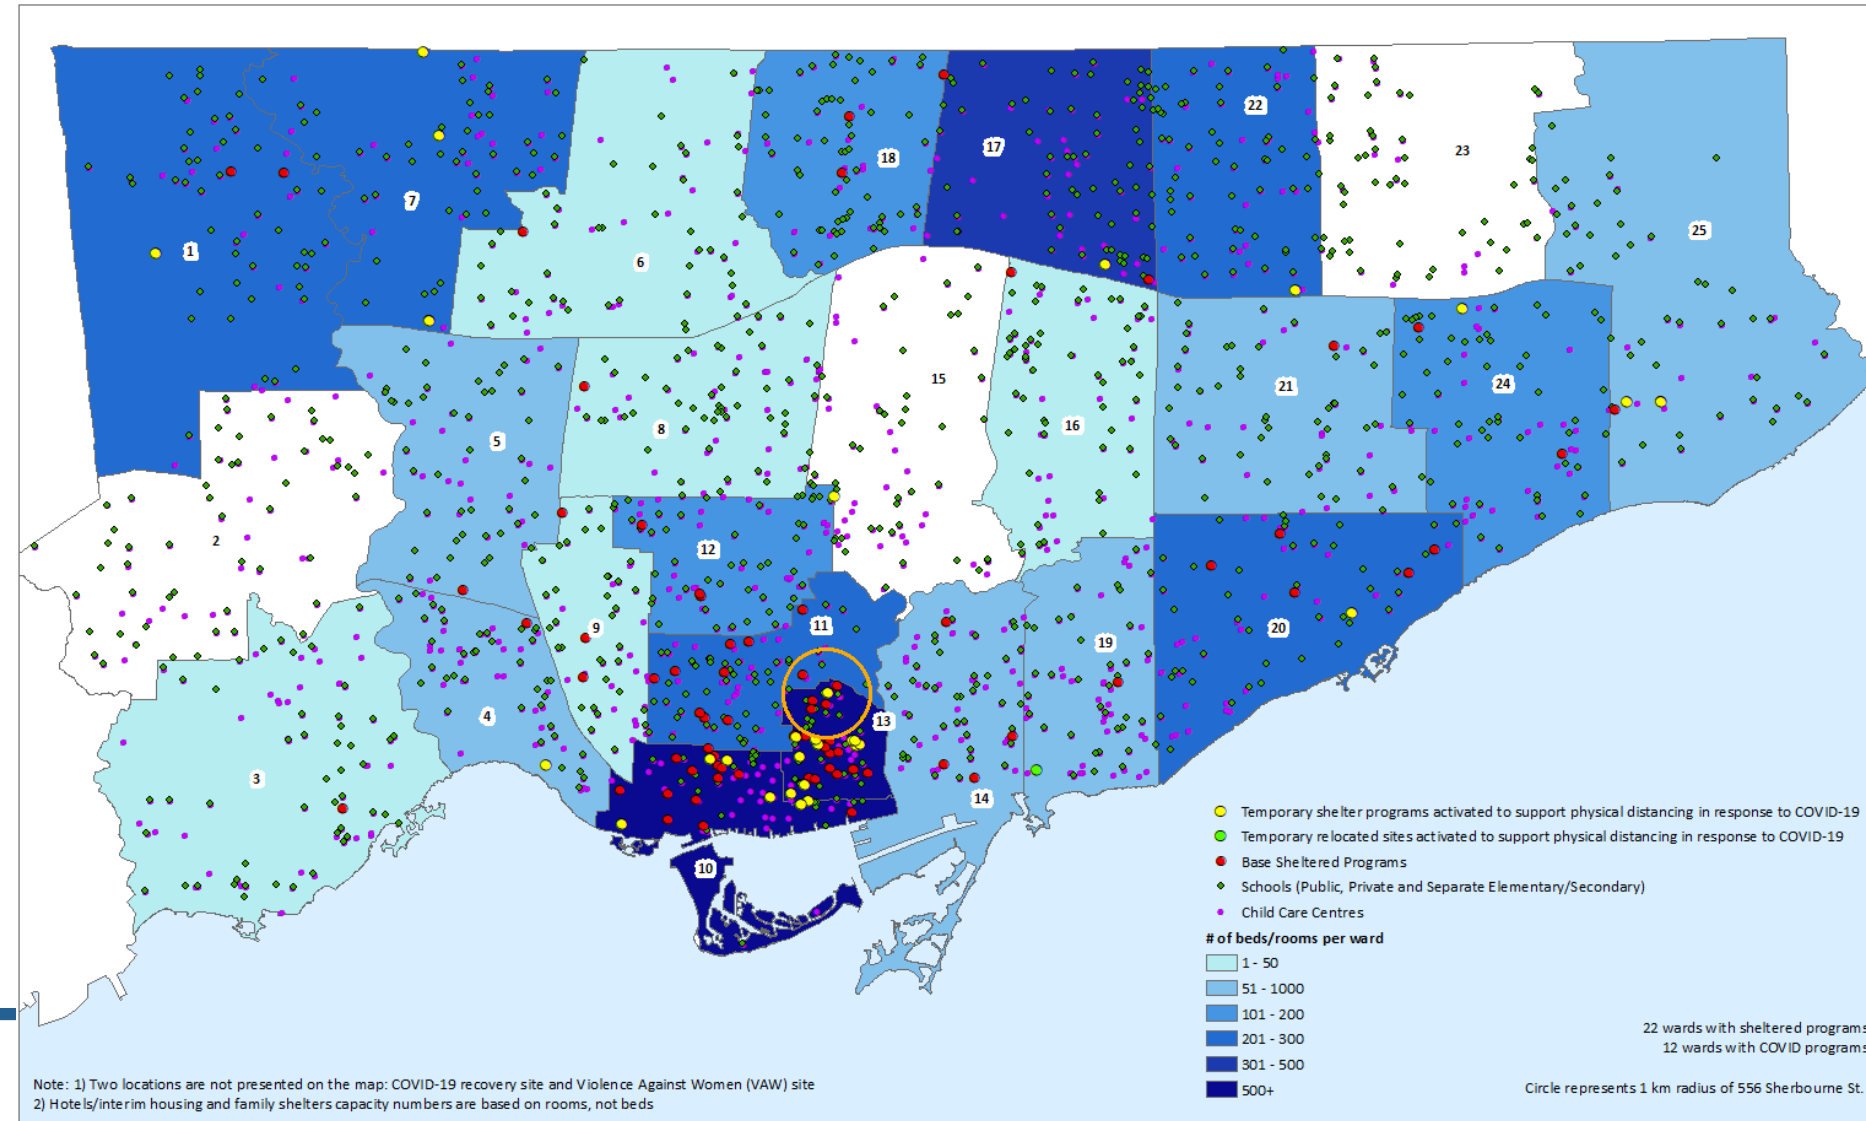 22
17
23
18
7
25
1
6
15
21
24
5
8
16
2
12
11
9
20
19
4
13
3
14
10
Temporary shelter programs activated to support physical distancing in response to COVID-19
Temporary relocated sites activated to support physical distancing in response to COVID-19
Base Sheltered Programs
Schools (Public, Private and Separate Elementary/Secondary)
Child Care Centres
# of beds/rooms per ward
1 - 50
51 - 1000
101 - 200
201 - 300
301 - 500
500+
22 wards with sheltered programs
12 wards with COVID programs
Circle represents 1 km radius of 556 Sherbourne St.
Note: 1) Two locations are not presented on the map: COVID-19 recovery site and Violence Against Women (VAW) site
2) Hotels/interim housing and family shelters capacity numbers are based on rooms, not beds